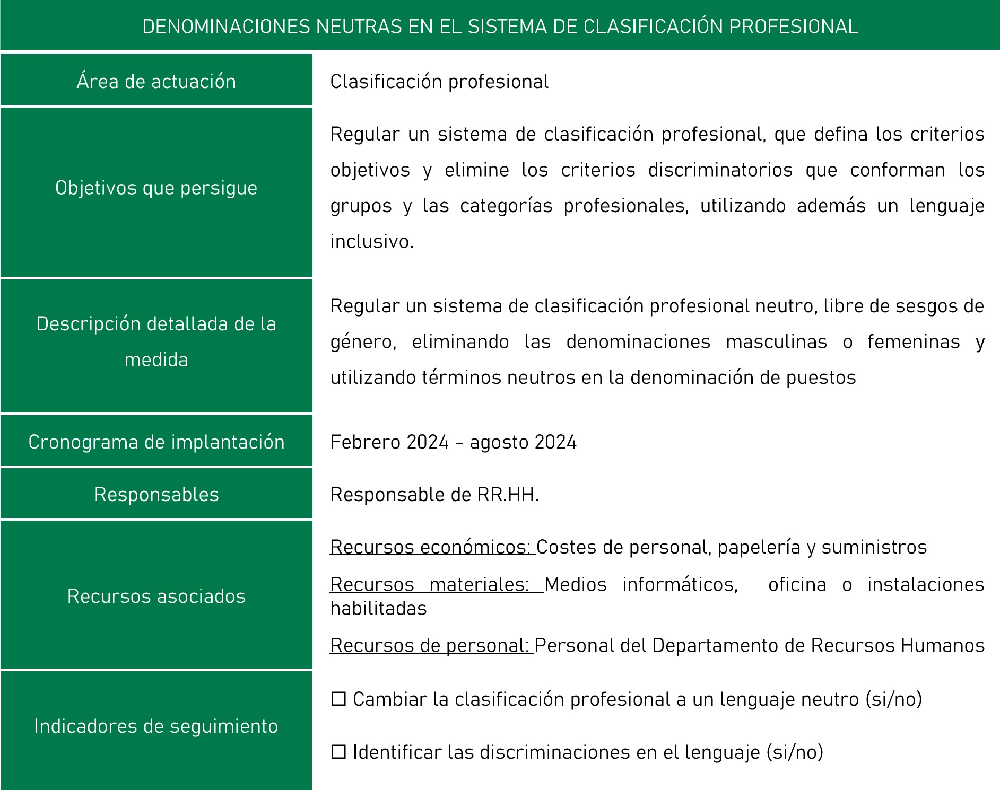 DENOMINACIONES NEUTRAS EN EL SISTEMA DE CLASIFICACIÓN PROFESIONAL
Área de actuación
Clasificación profesional
Objetivos que persigue
Regular un sistema de clasificación profesional, que defina los criterios
objetivos y elimine los criterios discriminatorios que conforman los
grupos y las categorías profesionales, utilizando además un lenguaje
inclusivo.
Descripción detallada de la
medida
Regular un sistema de clasificación profesional neutro, libre de sesgos de
género, eliminando las denominaciones masculinas o femeninas y
utilizando términos neutros en la denominación de puestos
Cronograma de implantación
Febrero 2024 – agosto 2024
Responsables
Responsable de RR.HH.
Recursos asociados
Recursos económicos: Costes de personal, papelería y suministros
Recursos materiales: Medios informáticos, oficina o instalaciones
habilitadas
Recursos de personal: Personal del Departamento de Recursos Humanos
Indicadores de seguimiento
☐ Cambiar la clasificación profesional a un lenguaje neutro (si/no)
☐ Identificar las discriminaciones en el lenguaje (si/no)